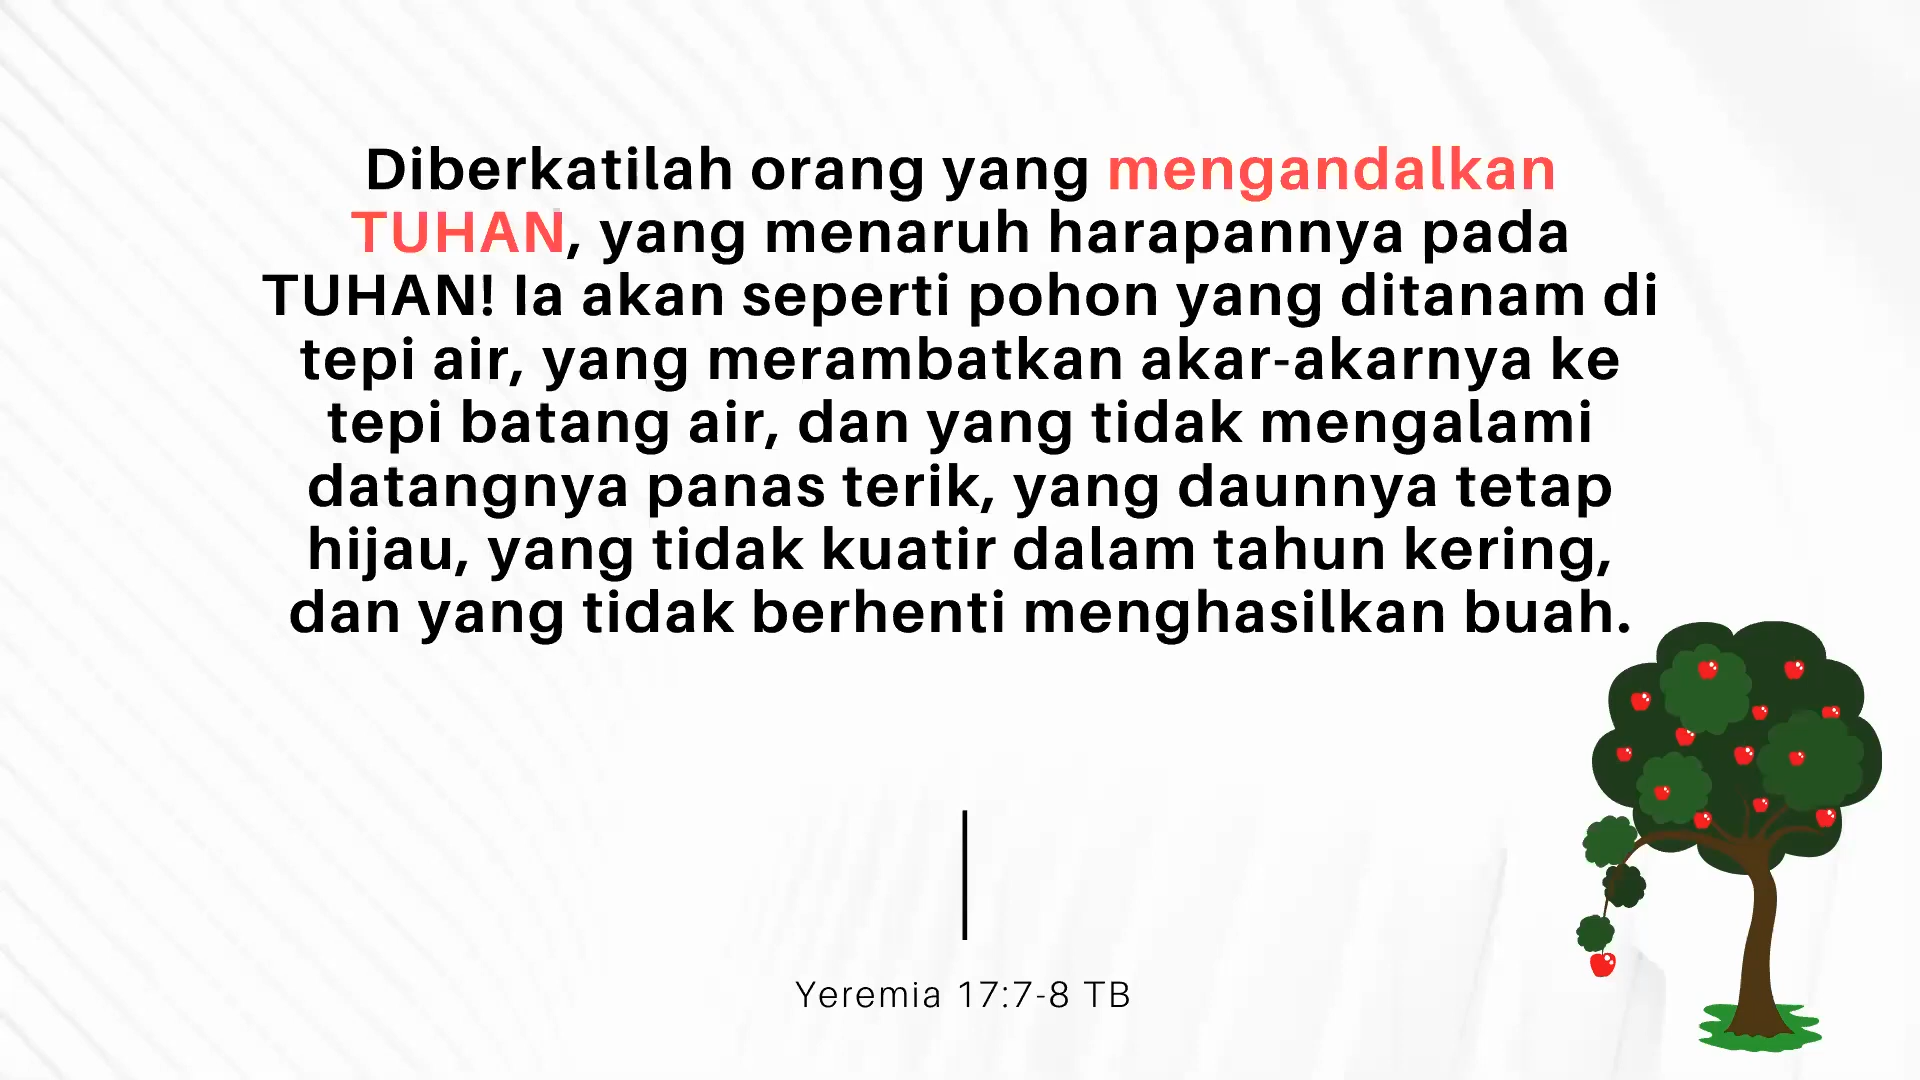 Diberkatilah orang yang mengandalkan
TUHAN, yang menaruh harapannya pada
TUHAN! Ia akan seperti pohon yang ditanam di
tepi air, yang merambatkan akar-akarnya ke
tepi batang air, dan yang tidak mengalami
datangnya panas terik, yang daunnya tetap
hijau, yang tidak kuatir dalam tahun kering,
dan yang tidak berhenti menghasilkan buah.
Yeremia 17:7-8 TB